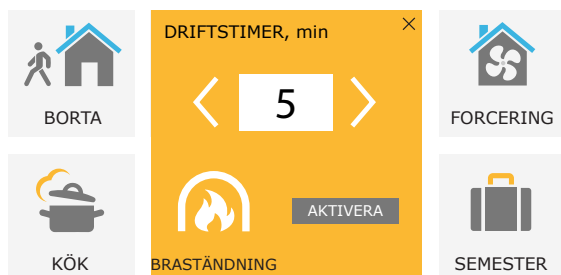 DRIFTSTIMER, min
5
BORTA
FORCERING
AKTIVERA
KÖK
BRASTÄNDNING
SEMESTER